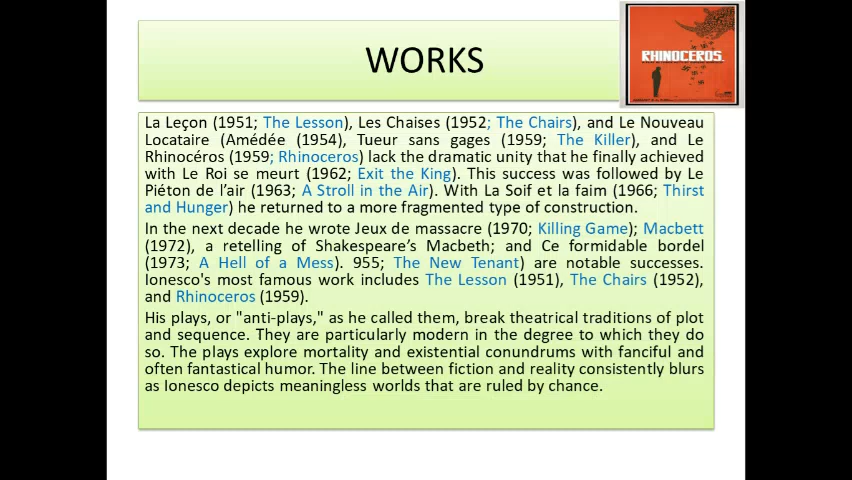 WORKS
RHINOCEROS
La Leçon (1951; The Lesson), Les Chaises (1952; The Chairs), and Le Nouveau
Locataire (Amédée (1954), Tueur sans gages (1959; The Killer), and Le
Rhinocéros (1959; Rhinoceros) lack the dramatic unity that he finally achieved
with Le Roi se meurt (1962; Exit the King). This success was followed by Le
Piéton de l’air (1963; A Stroll in the Air). With La Soif et la faim (1966; Thirst
and Hunger) he returned to a more fragmented type of construction.
In the next decade he wrote Jeux de massacre (1970; Killing Game); Macbett
(1972), a retelling of Shakespeare’s Macbeth; and Ce formidable bordel
(1973; A Hell of a Mess). 955; The New Tenant) are notable successes.
Ionesco's most famous work includes The Lesson (1951), The Chairs (1952),
and Rhinoceros (1959).
His plays, or "anti-plays," as he called them, break theatrical traditions of plot
and sequence. They are particularly modern in the degree to which they do
so. The plays explore mortality and existential conundrums with fanciful and
often fantastical humor. The line between fiction and reality consistently blurs
as Ionesco depicts meaningless worlds that are ruled by chance.